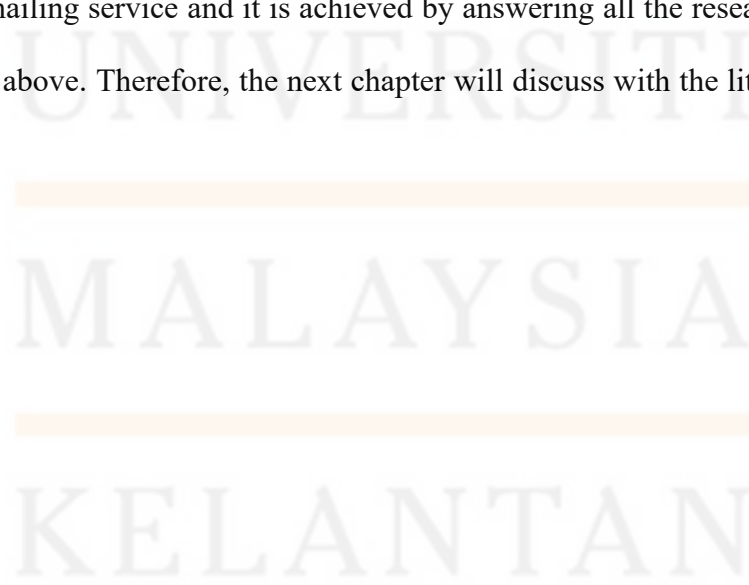 nailing service and it is achieved by answering all the resea
above. Therefore, the next chapter will discuss with the lit
UNIVERSITI
MALAYSIA
KELANTAN